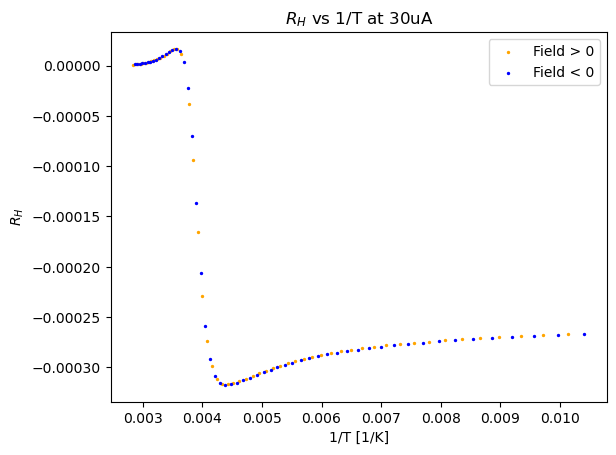 R_H vs 1/T at 30uA
Field > 0
Field < 0
0.00000
−0.00005
−0.00010
−0.00015
−0.00020
−0.00025
−0.00030
R_H
0.003 0.004 0.005 0.006 0.007 0.008 0.009 0.010
1/T [1/K]